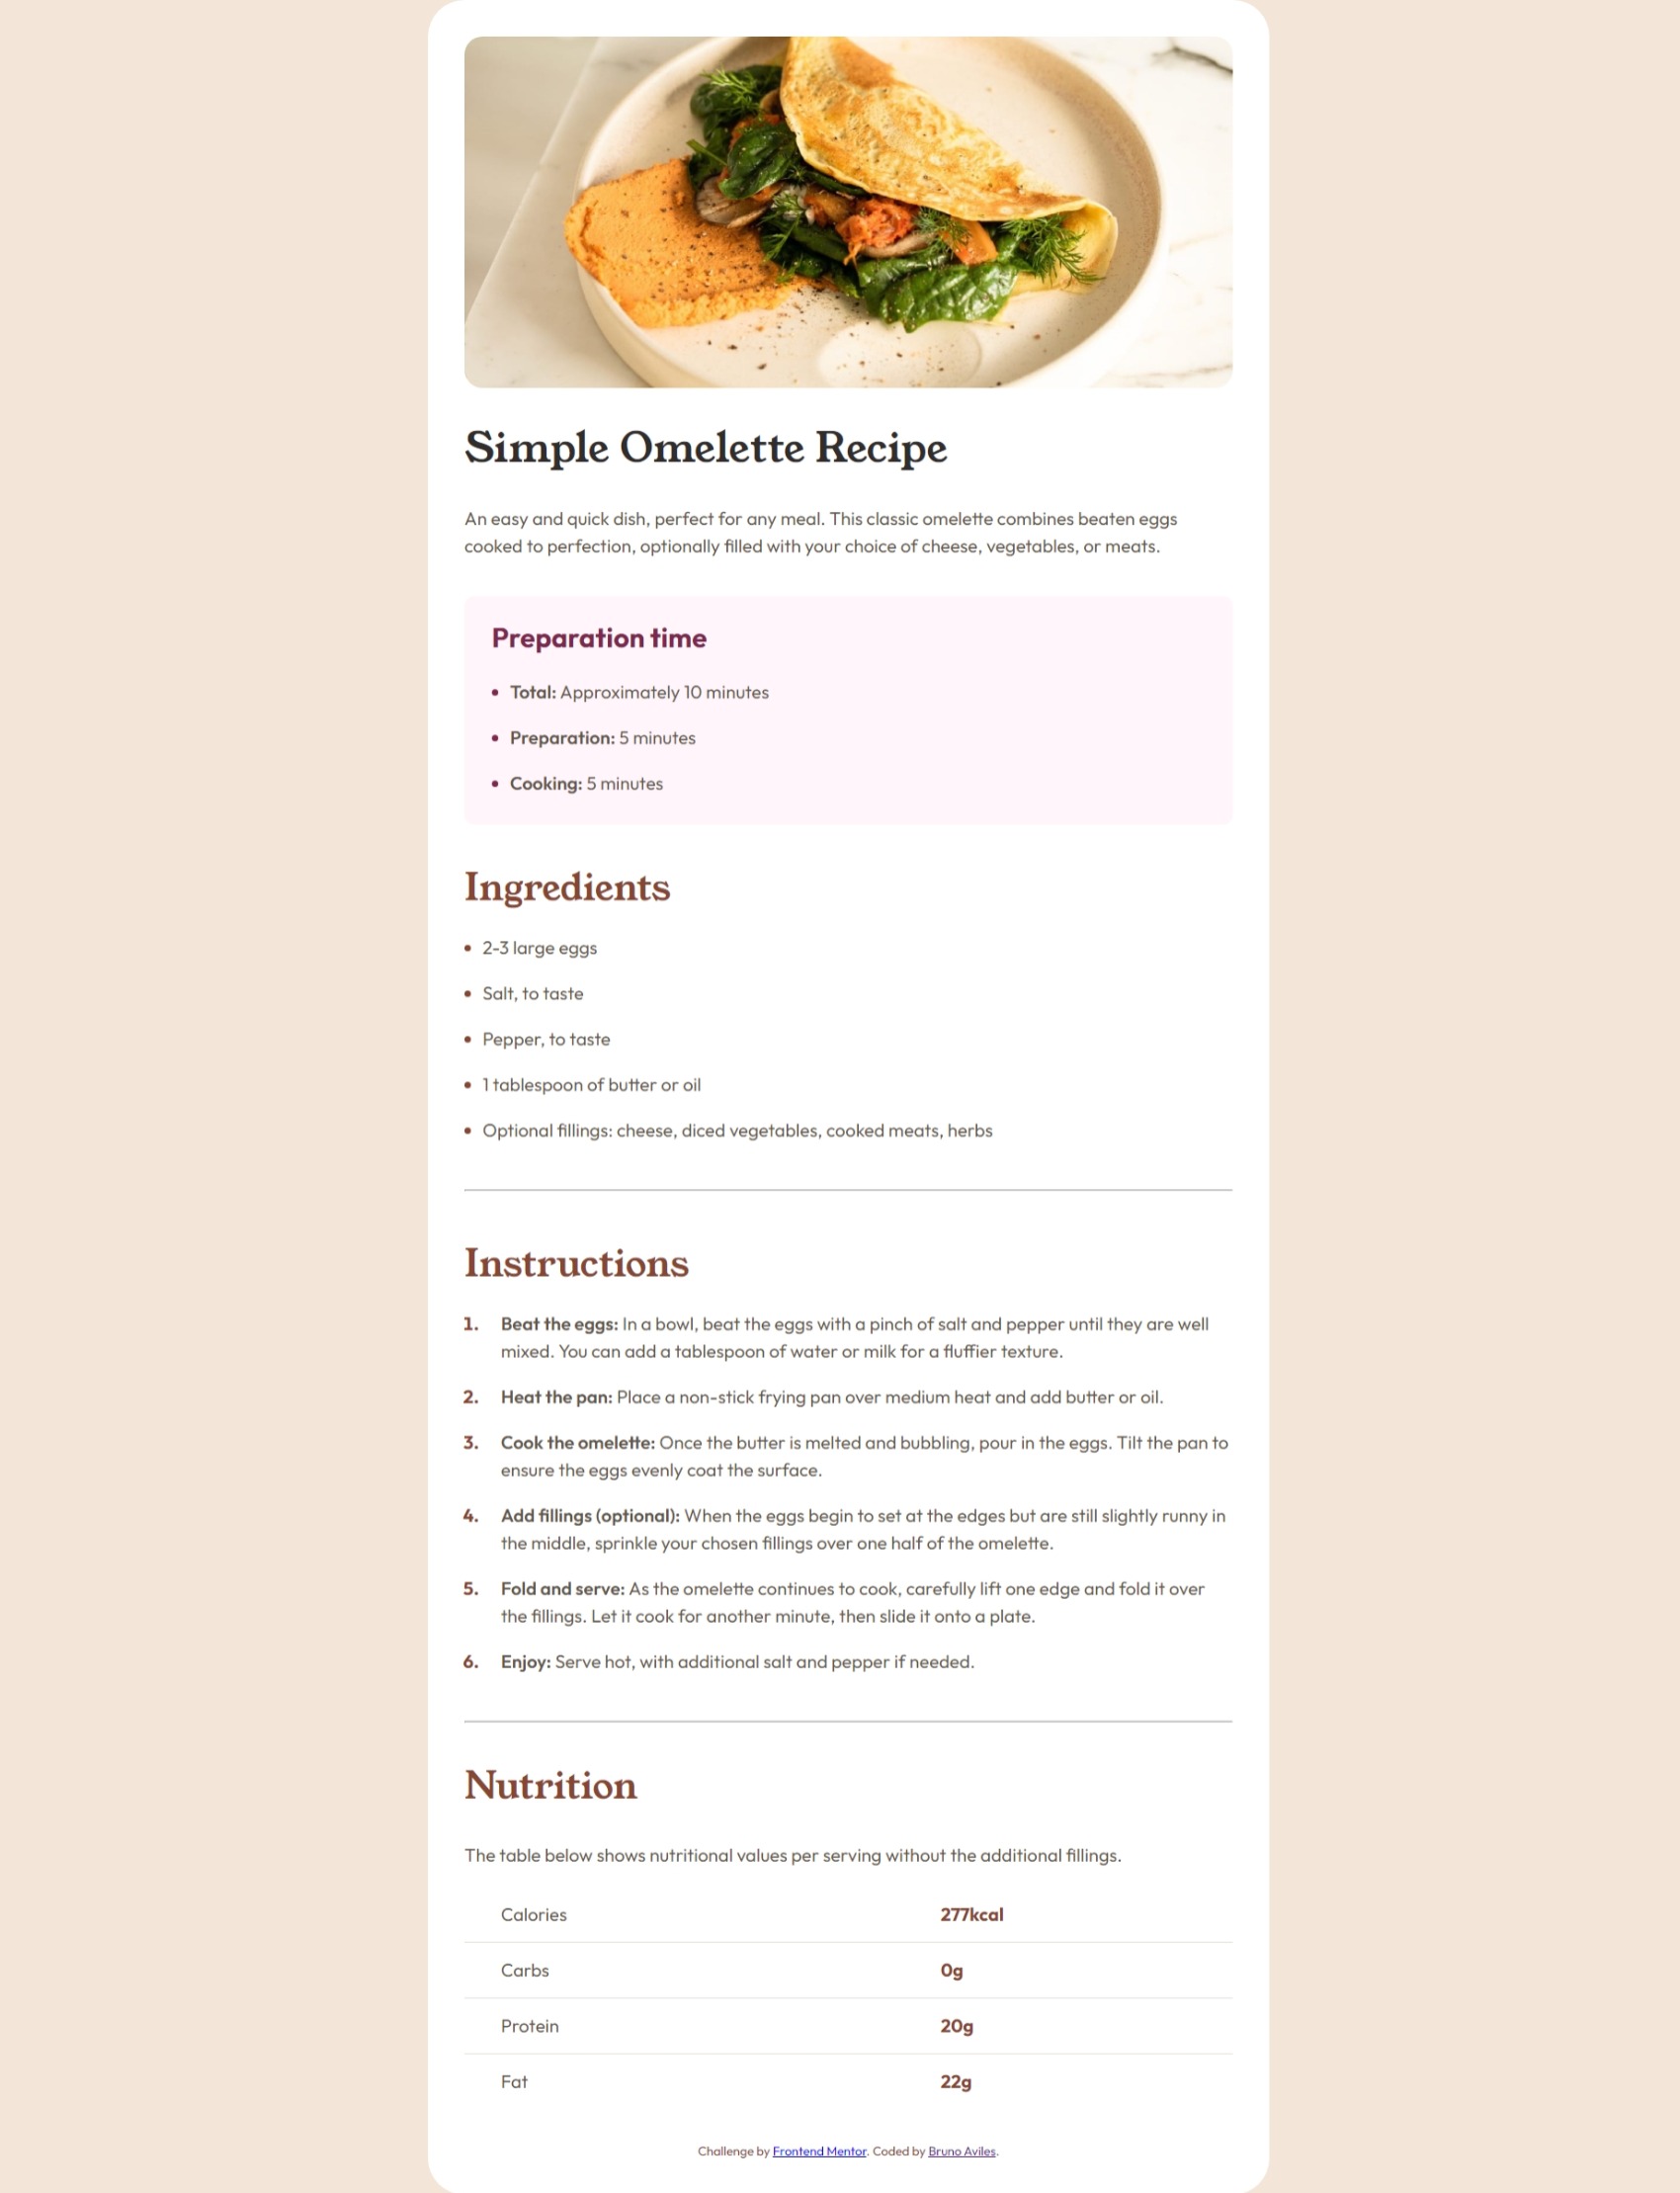 Simple Omelette Recipe
An easy and quick dish, perfect for any meal. This classic omelette combines beaten eggs
cooked to perfection, optionally filled with your choice of cheese, vegetables, or meats.
Preparation time
• Total: Approximately 10 minutes
• Preparation: 5 minutes
• Cooking: 5 minutes
Ingredients
• 2-3 large eggs
• Salt, to taste
• Pepper, to taste
• 1 tablespoon of butter or oil
• Optional fillings: cheese, diced vegetables, cooked meats, herbs
Instructions
1. Beat the eggs: In a bowl, beat the eggs with a pinch of salt and pepper until they are well
mixed. You can add a tablespoon of water or milk for a fluffier texture.
2. Heat the pan: Place a non-stick frying pan over medium heat and add butter or oil.
3. Cook the omelette: Once the butter is melted and bubbling, pour in the eggs. Tilt the pan to
ensure the eggs evenly coat the surface.
4. Add fillings (optional): When the eggs begin to set at the edges but are still slightly runny in
the middle, sprinkle your chosen fillings over one half of the omelette.
5. Fold and serve: As the omelette continues to cook, carefully lift one edge and fold it over
the fillings. Let it cook for another minute, then slide it onto a plate.
6. Enjoy: Serve hot, with additional salt and pepper if needed.
Nutrition
The table below shows nutritional values per serving without the additional fillings.
Calories 277kcal
Carbs 0g
Protein 20g
Fat 22g
Challenge by Frontend Mentor. Coded by Bruno Aviles.